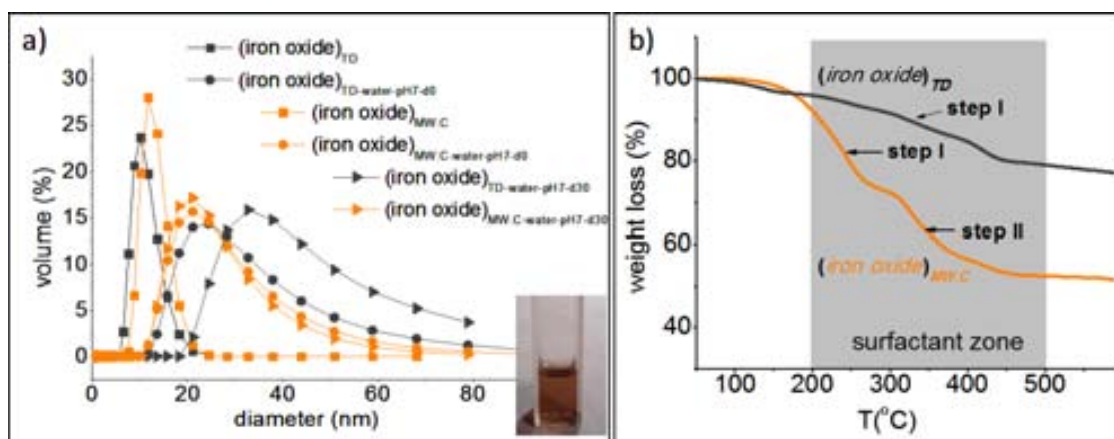 a)
(iron oxide)TD
(iron oxide)TD-water-pH7-d0
(iron oxide)MW.C
(iron oxide)MW.C-water-pH7-d0
(iron oxide)TD-water-pH7-d30
(iron oxide)MW.C-water-pH7-d30
30
25
20
15
10
5
0
volume (%)
0 20 40 60 80
diameter (nm)
b)
100
80
60
40
weight loss (%)
(iron oxide)TD
step I
step I
step II
(iron oxide)MW.C
surfactant zone
100 200 300 400 500
T(°C)